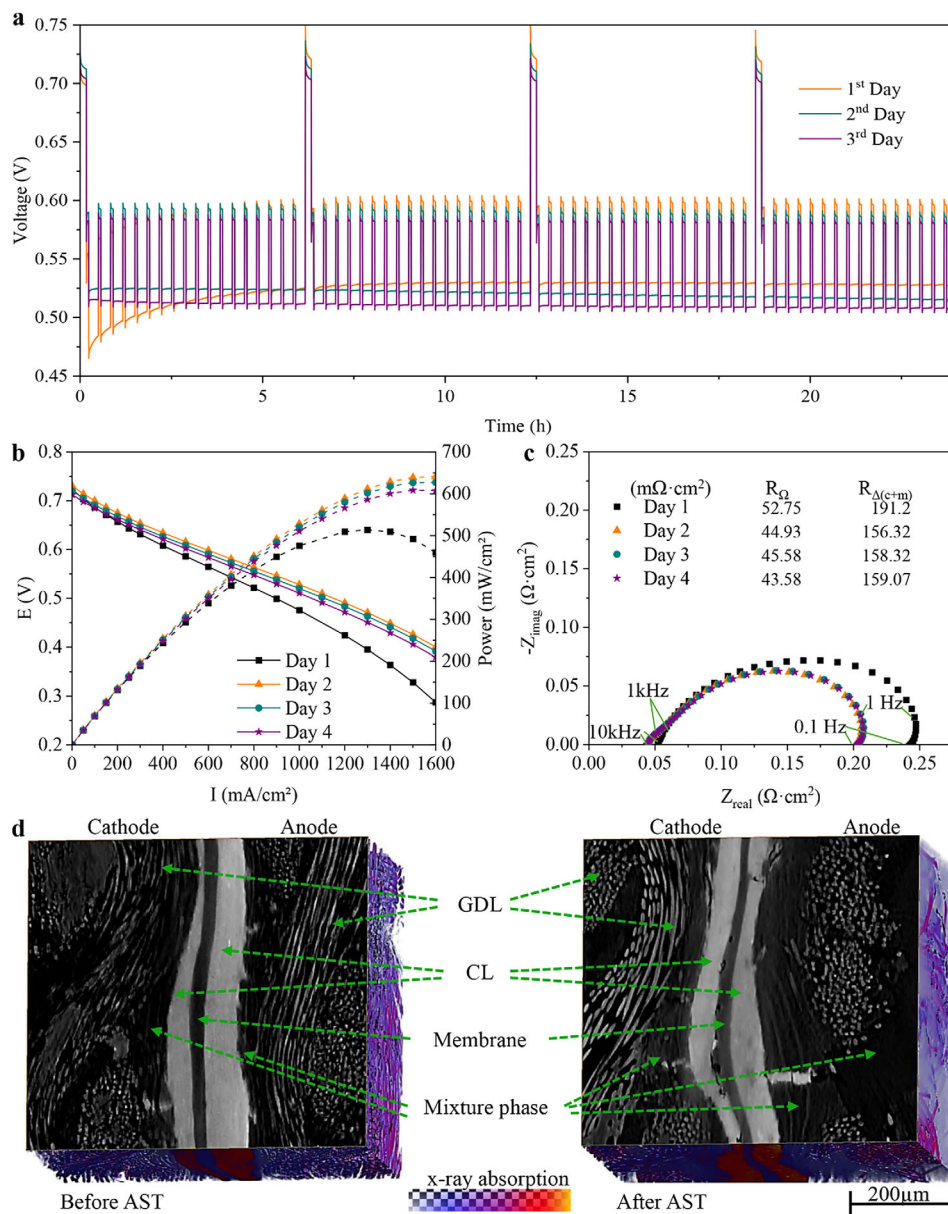 a
0.75
0.70
0.65
0.60
0.55
0.50
0.45
Voltage (V)
1st Day
2nd Day
3rd Day
0 5 10 15 20
Time (h)
b
0.8
0.7
0.6
0.5
0.4
0.3
0.2
E (V)
700
600
500
400
300
200
100
0
Power (mW/cm²)
Day 1
Day 2
Day 3
Day 4
0 200 400 600 800 1000 1200 1400 1600
I (mA/cm²)
c
0.25
0.20
0.15
0.10
0.05
0.00
-Zimag (Ω·cm²)
(mΩ·cm²) RΩ RΔ(c+m)
Day 1 52.75 191.2
Day 2 44.93 156.32
Day 3 45.58 158.32
Day 4 43.58 159.07
1kHz
10kHz
1 Hz
0.1 Hz
0.00 0.05 0.10 0.15 0.20 0.25
Zreal (Ω·cm²)
d
Cathode Anode
Cathode Anode
GDL
CL
Membrane
Mixture phase
Before AST
x-ray absorption
After AST
200µm